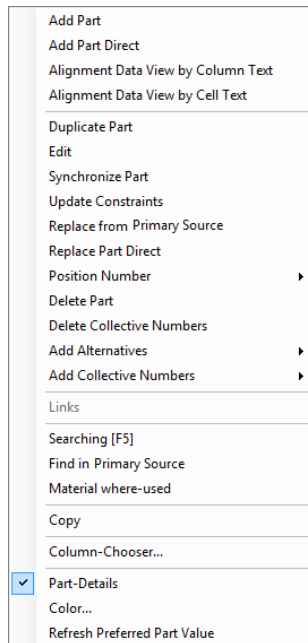 Add Part
Add Part Direct
Alignment Data View by Column Text
Alignment Data View by Cell Text
Duplicate Part
Edit
Synchronize Part
Update Constraints
Replace from Primary Source
Replace Part Direct
Position Number
Delete Part
Delete Collective Numbers
Add Alternatives
Add Collective Numbers
Links
Searching [F5]
Find in Primary Source
Material where-used
Copy
Column-Chooser...
Part-Details
Color...
Refresh Preferred Part Value